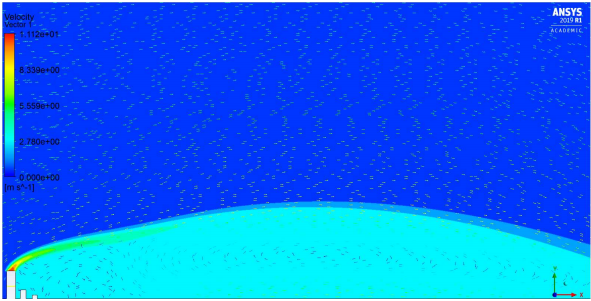 Velocity
Vector 1
1.112e+01
8.339e+00
5.559e+00
2.780e+00
0.000e+00
[m s^-1]
ANSYS
2019 R1
ACADEMIC
Y
X